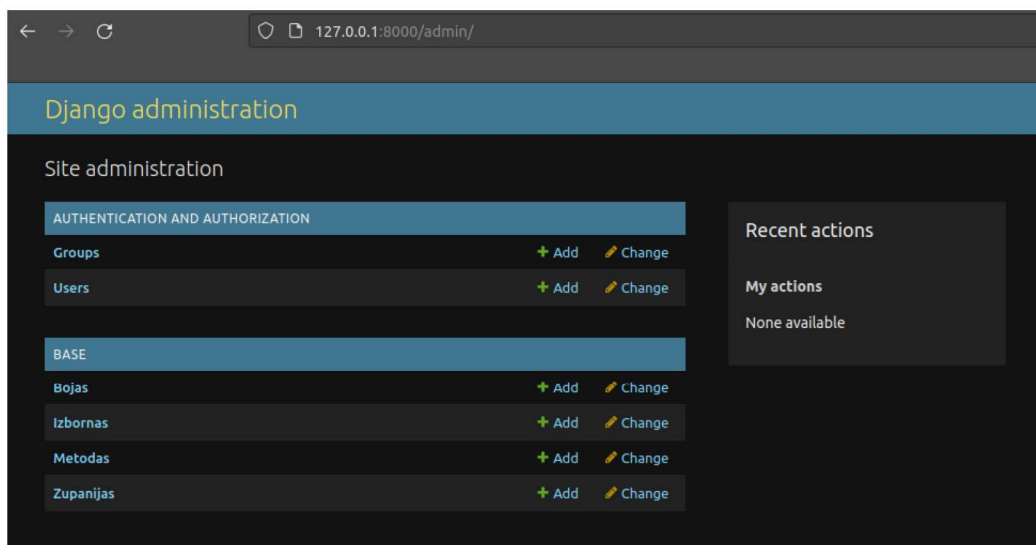 127.0.0.1:8000/admin/
Django administration
Site administration
AUTHENTICATION AND AUTHORIZATION
Groups Add Change
Users Add Change
BASE
Bojas Add Change
Izbornas Add Change
Metodas Add Change
Zupanijas Add Change
Recent actions
My actions
None available